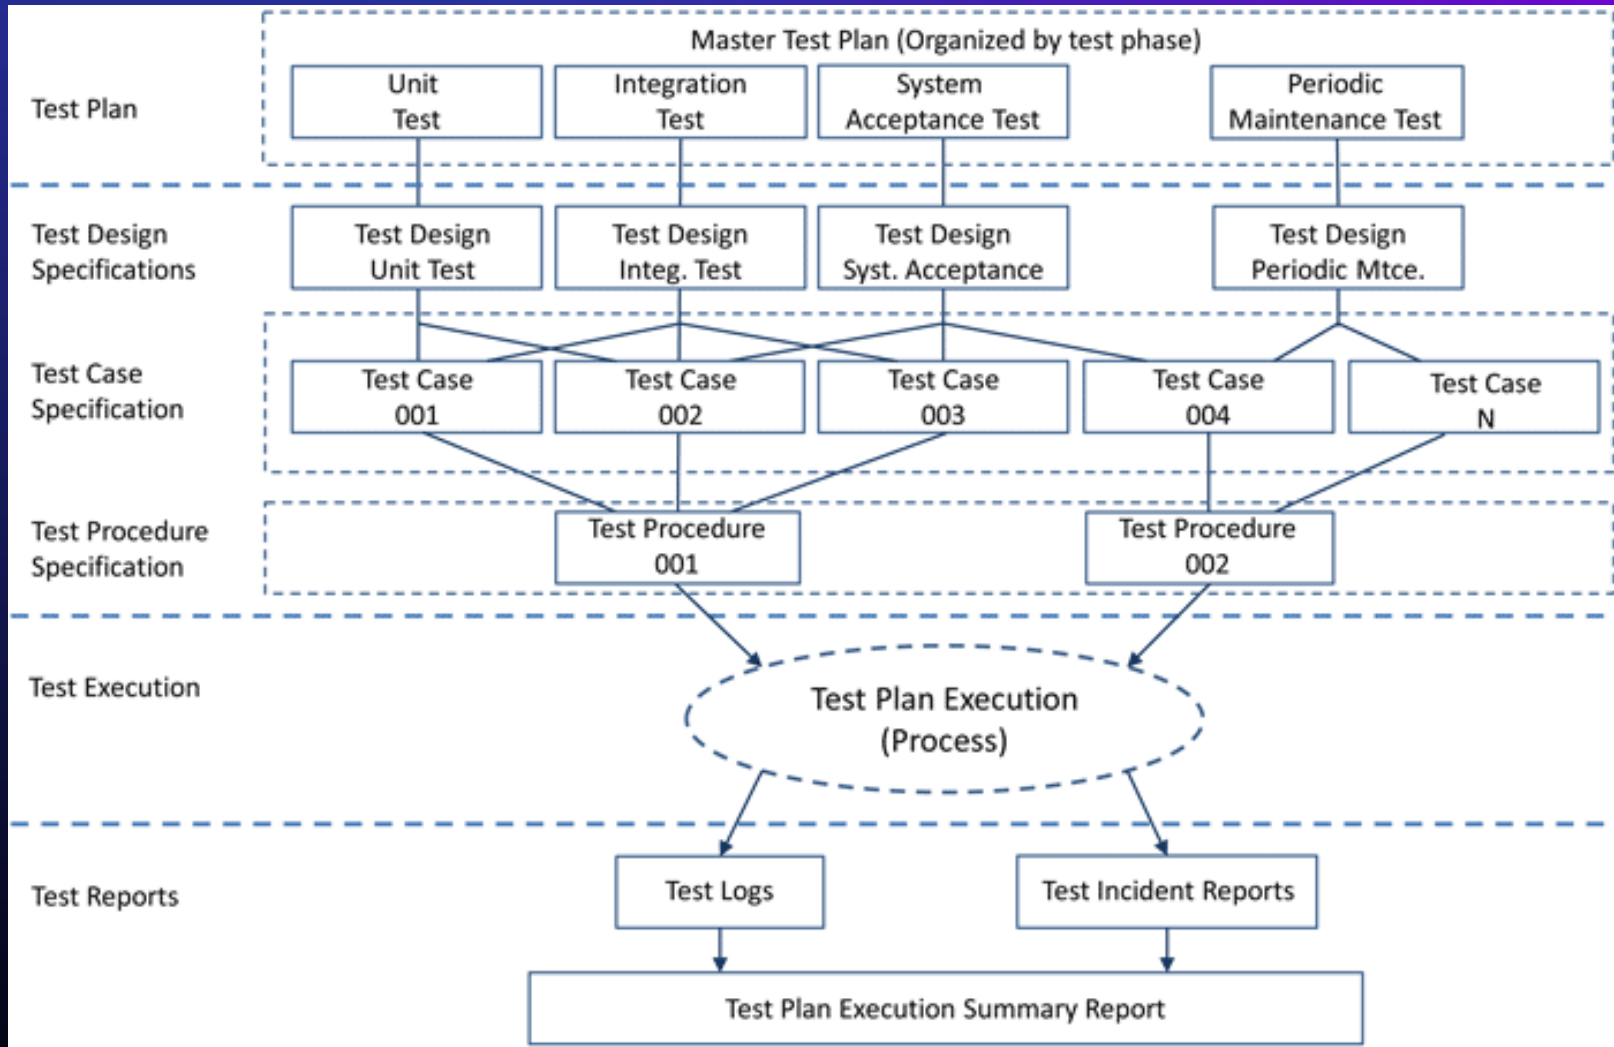 Master Test Plan (Organized by test phase)
Test Plan
Unit
Test
Integration
Test
System
Acceptance Test
Periodic
Maintenance Test
Test Design
Specifications
Test Design
Unit Test
Test Design
Integ. Test
Test Design
Syst. Acceptance
Test Design
Periodic Mtce.
Test Case
Specification
Test Case
001
Test Case
002
Test Case
003
Test Case
004
Test Case
N
Test Procedure
Specification
Test Procedure
001
Test Procedure
002
Test Execution
Test Plan Execution
(Process)
Test Reports
Test Logs
Test Incident Reports
Test Plan Execution Summary Report